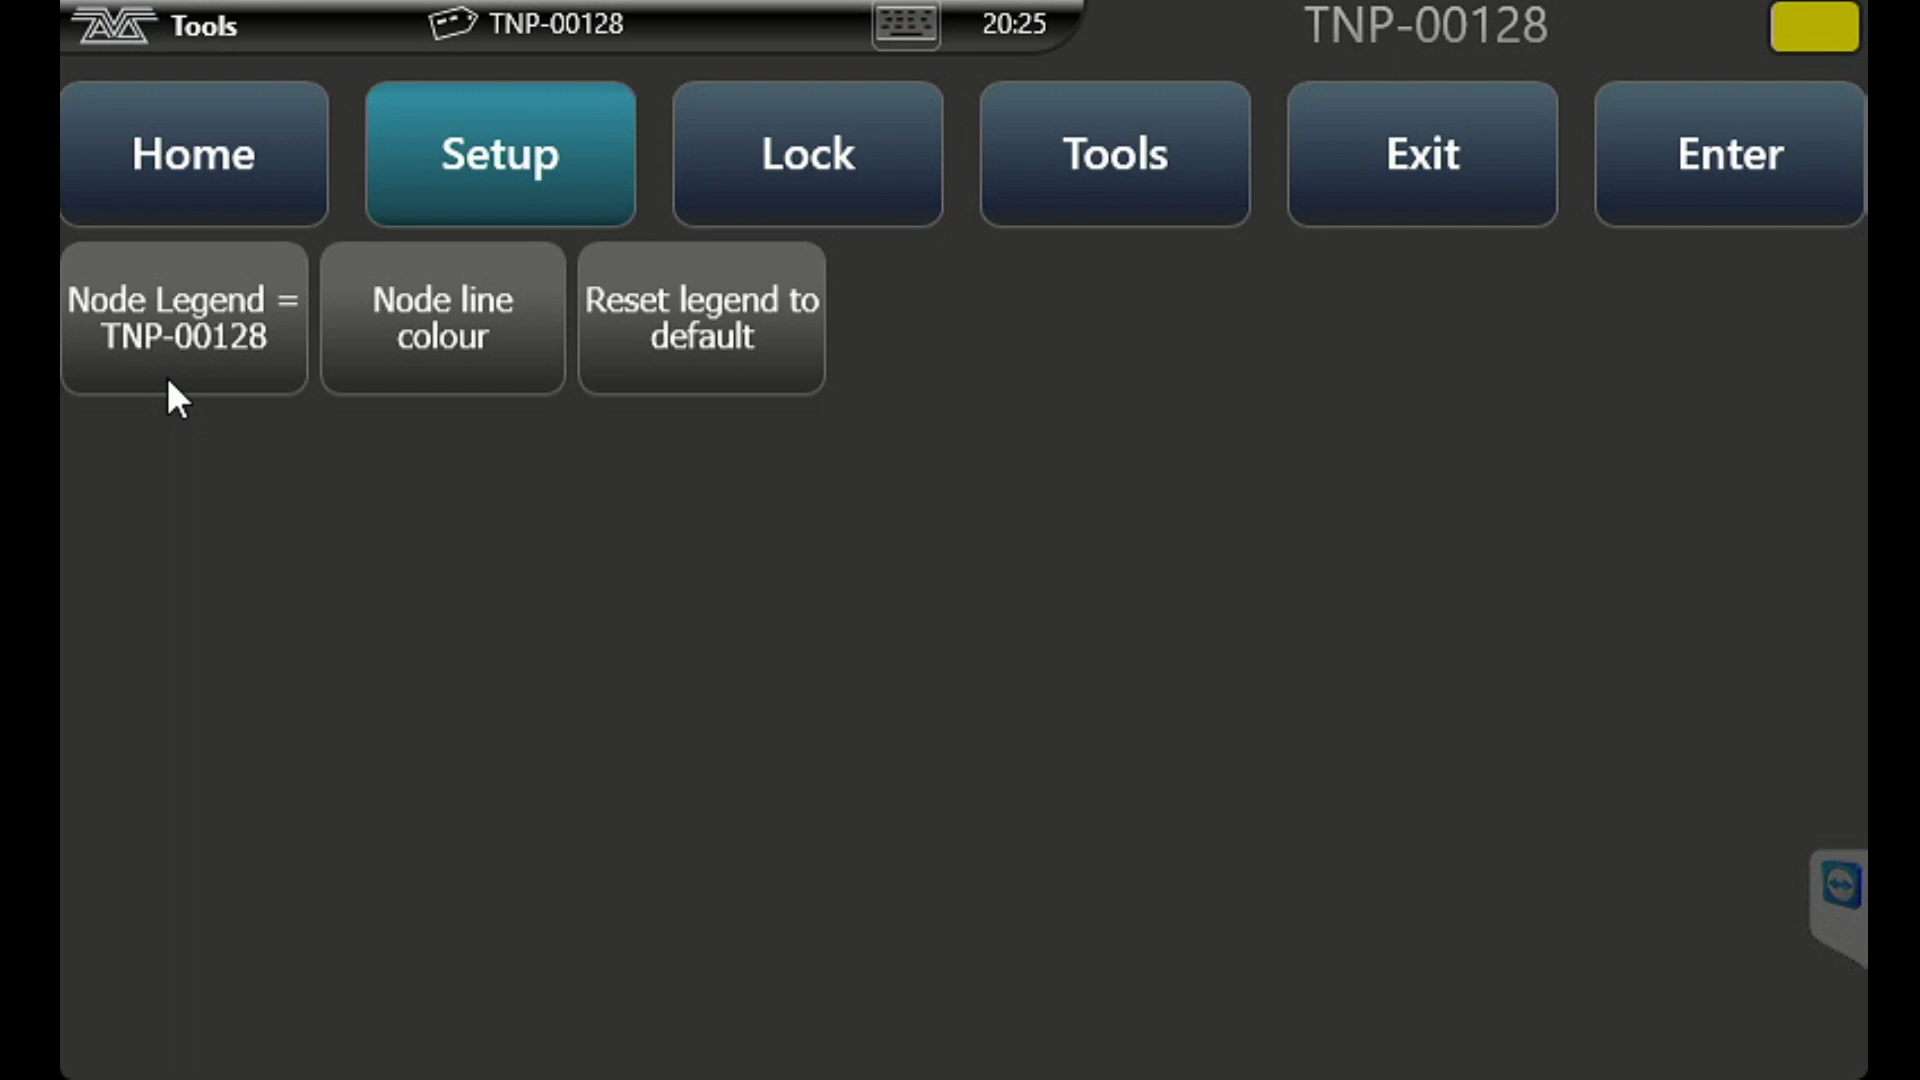 Tools TNP-00128 20:25 TNP-00128
Home Setup Lock Tools Exit Enter
Node Legend =
TNP-00128
Node line
colour
Reset legend to
default